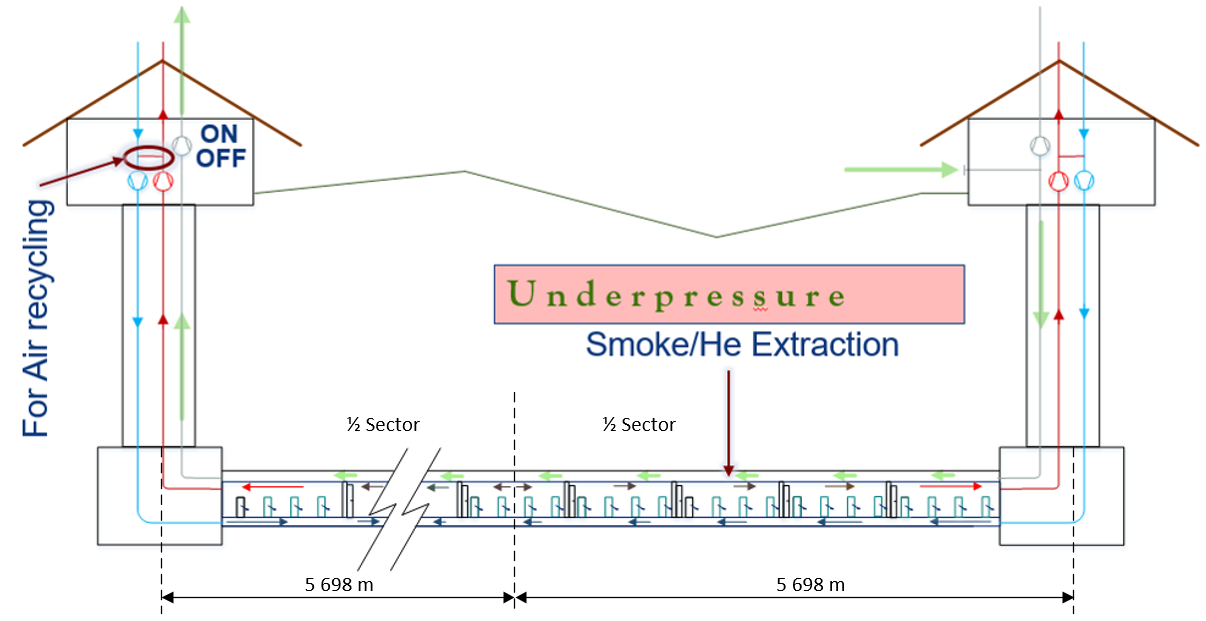 ON
OFF
For Air recycling
Underpressure
Smoke/He Extraction
½ Sector
½ Sector
5 698 m
5 698 m